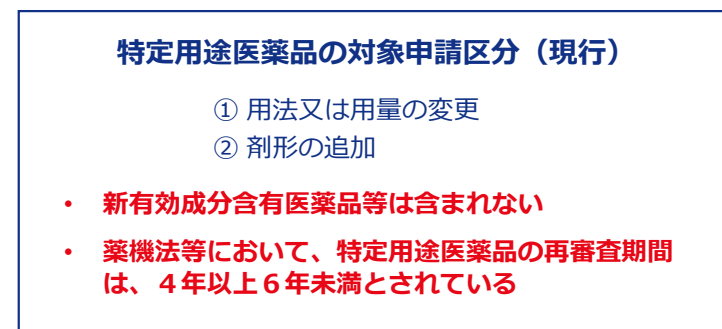 特定用途医薬品の対象申請区分（現行）
① 用法又は用量の変更
② 剤形の追加
• 新有効成分含有医薬品等は含まれない
• 薬機法等において、特定用途医薬品の再審査期間
は、４年以上６年未満とされている